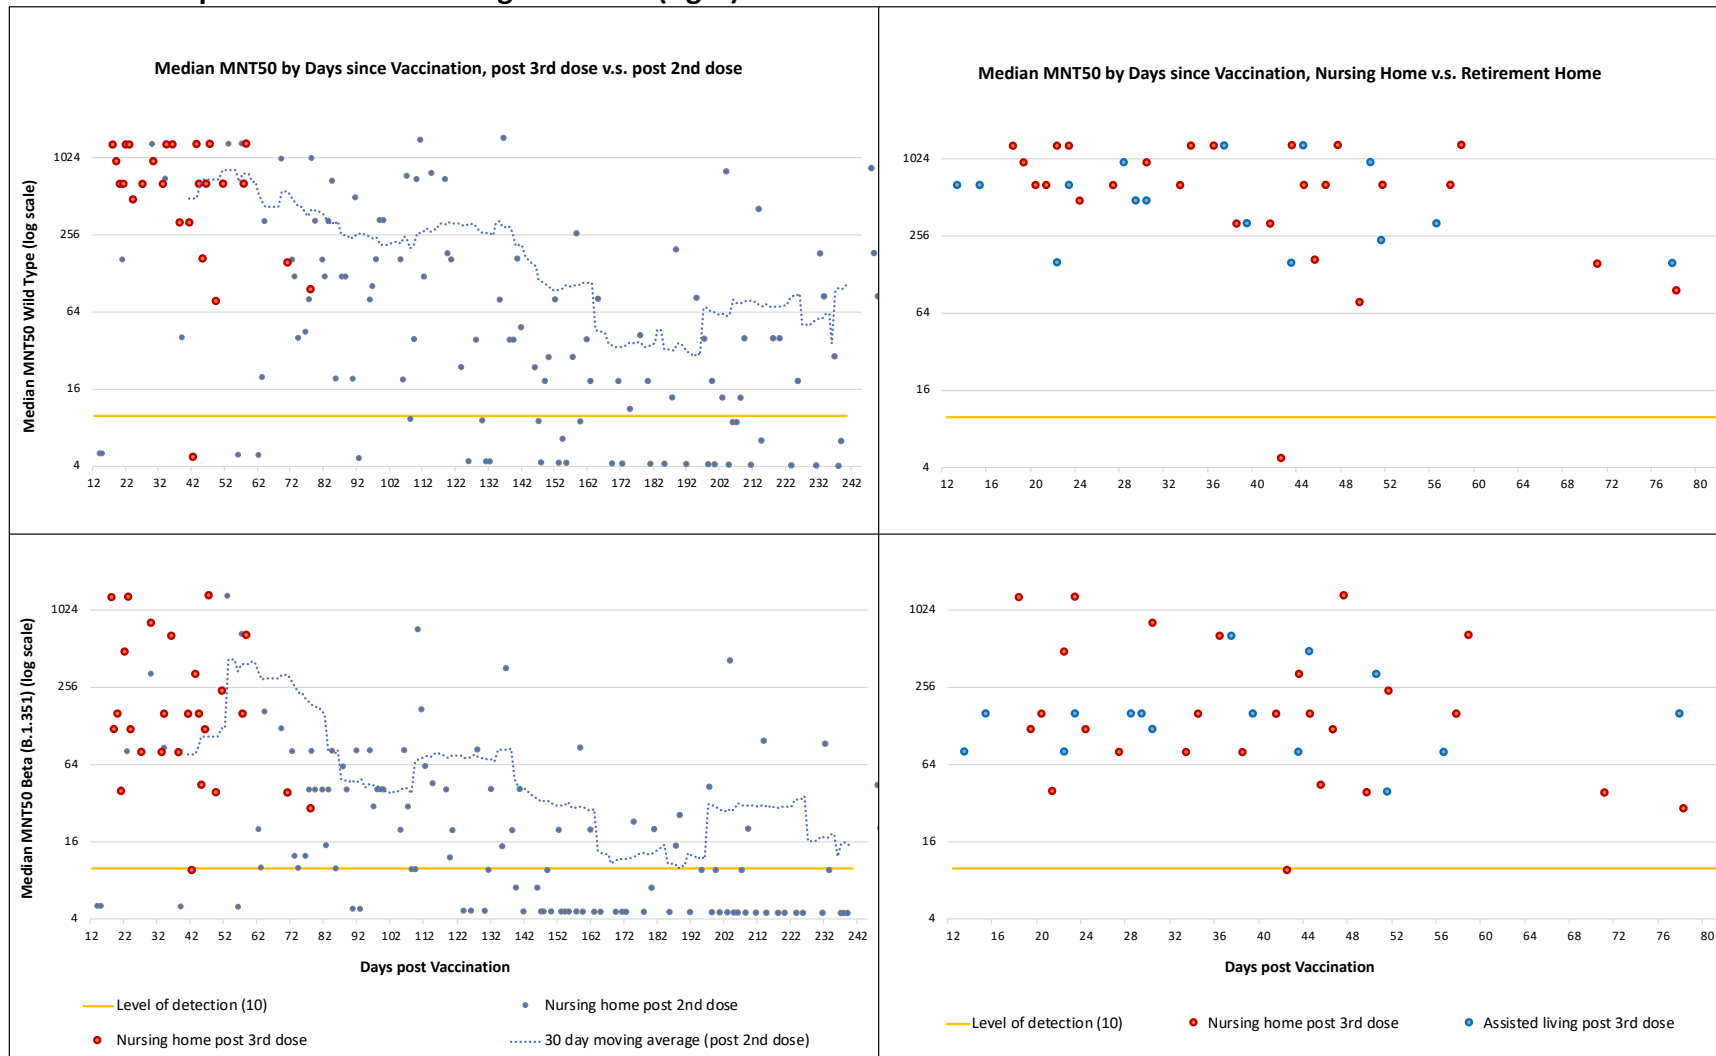 Median MNT50 by Days since Vaccination, post 3rd dose v.s. post 2nd dose
Median MNT50 Wild Type (log scale)
1024
256
64
16
4
12 22 32 42 52 62 72 82 92 102 112 122 132 142 152 162 172 182 192 202 212 222 232 242
Median MNT50 by Days since Vaccination, Nursing Home v.s. Retirement Home
1024
256
64
16
4
12 16 20 24 28 32 36 40 44 48 52 56 60 64 68 72 76 80
Median MNT50 Beta (B.1.351) (log scale)
1024
256
64
16
4
12 22 32 42 52 62 72 82 92 102 112 122 132 142 152 162 172 182 192 202 212 222 232 242
Days post Vaccination
Level of detection (10)
Nursing home post 2nd dose
Nursing home post 3rd dose
30 day moving average (post 2nd dose)
1024
256
64
16
4
12 16 20 24 28 32 36 40 44 48 52 56 60 64 68 72 76 80
Days post Vaccination
Level of detection (10)
Nursing home post 3rd dose
Assisted living post 3rd dose